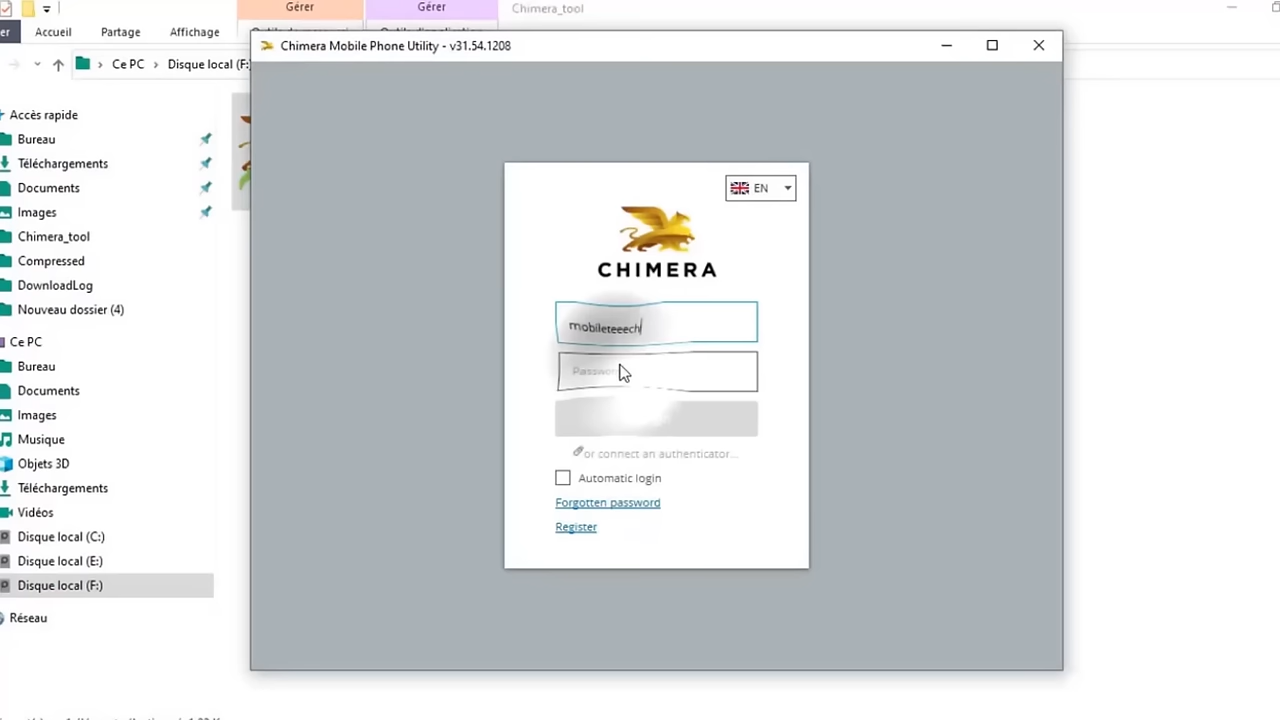 Gérer
Gérer
Chimera_tool
Accueil
Partage
Affichage
Chimera Mobile Phone Utility - v31.54.1208
Ce PC
Disque local (F:)
Accès rapide
Bureau
Téléchargements
Documents
Images
Chimera_tool
Compressed
DownloadLog
Nouveau dossier (4)
Ce PC
Bureau
Documents
Images
Musique
Objets 3D
Téléchargements
Vidéos
Disque local (C:)
Disque local (E:)
Disque local (F:)
Réseau
EN
CHIMERA
mobileteeech
Password
or connect an authenticator...
Automatic login
Forgotten password
Register